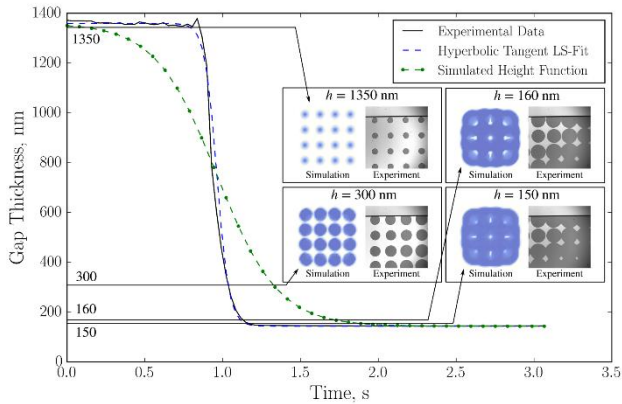 Gap Thickness, nm
1400
1200
1000
800
600
400
200
0
1350
300
160
150
Experimental Data
Hyperbolic Tangent LS-Fit
Simulated Height Function
h = 1350 nm
Simulation Experiment
h = 160 nm
Simulation Experiment
h = 300 nm
Simulation Experiment
h = 150 nm
Simulation Experiment
0.0 0.5 1.0 1.5 2.0 2.5 3.0 3.5
Time, s